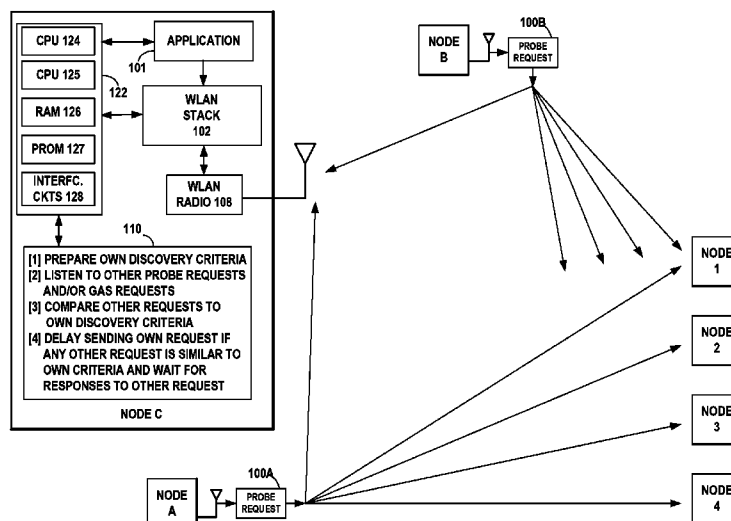 CPU 124
CPU 125
RAM 126
PROM 127
INTERFC.
CKTS 128
122
APPLICATION
101
WLAN
STACK
102
WLAN
RADIO 108
110
[1] PREPARE OWN DISCOVERY CRITERIA
[2] LISTEN TO OTHER PROBE REQUESTS
AND/OR GAS REQUESTS
[3] COMPARE OTHER REQUESTS TO
OWN DISCOVERY CRITERIA
[4] DELAY SENDING OWN REQUEST IF
ANY OTHER REQUEST IS SIMILAR TO
OWN CRITERIA AND WAIT FOR
RESPONSES TO OTHER REQUEST
NODE C
NODE
B
100B
PROBE
REQUEST
NODE
1
NODE
2
NODE
3
NODE
4
NODE
A
100A
PROBE
REQUEST